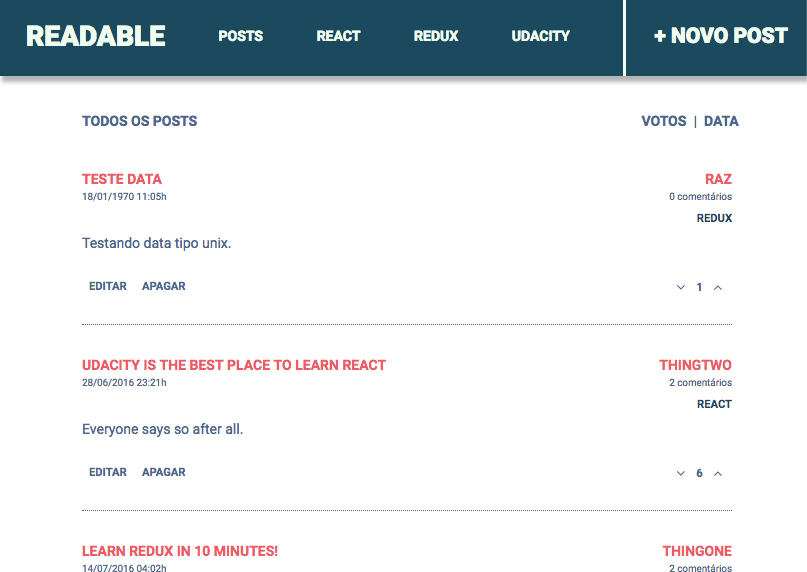 READABLE POSTS REACT REDUX UDACITY + NOVO POST
TODOS OS POSTS VOTOS | DATA
TESTE DATA RAZ
18/01/1970 11:05h 0 comentários
REDUX
Testando data tipo unix.
EDITAR APAGAR 1
UDACITY IS THE BEST PLACE TO LEARN REACT THINGTWO
28/06/2016 23:21h 2 comentários
REACT
Everyone says so after all.
EDITAR APAGAR 6
LEARN REDUX IN 10 MINUTES! THINGONE
14/07/2016 04:02h 2 comentários